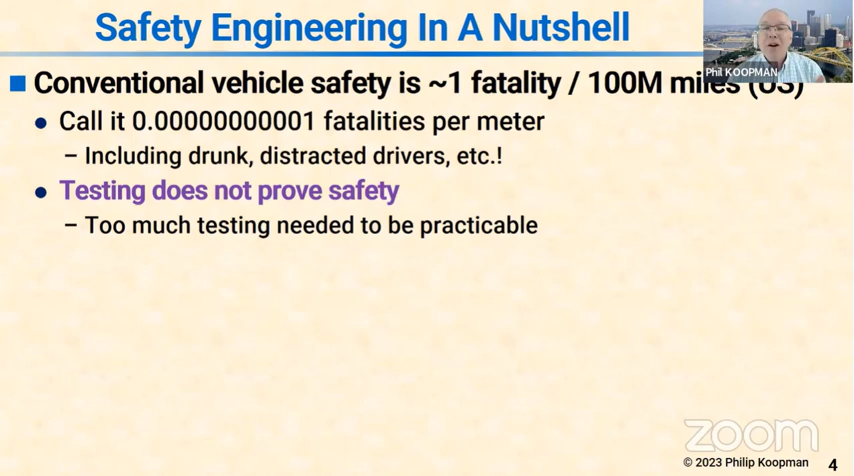 Safety Engineering In A Nutshell
Phil KOOPMAN
■ Conventional vehicle safety is ~1 fatality / 100M miles (US)
● Call it 0.00000000001 fatalities per meter
– Including drunk, distracted drivers, etc.!
● Testing does not prove safety
– Too much testing needed to be practicable
zoom
© 2023 Philip Koopman 4